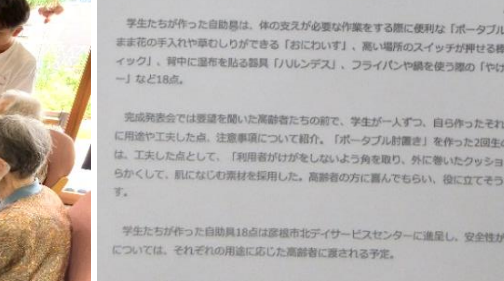 学生たちが作った自助具は、体の支えが必要な作業をする際に便利な「ポータブル
まま花の手入れや草むしりができる「おにわいす」、高い場所のスイッチが押せる棒
ィック」、背中に湿布を貼る器具「ハルンデス」、フライパンや鍋を使う際の「やけ
ー」など18点。
完成発表会では要望を聞いた高齢者たちの前で、学生が一人ずつ、自ら作ったそれ
に用途や工夫した点、注意事項について紹介。「ポータブル肘置き」を作った2回生の
は、工夫した点として、「利用者がけがをしないよう角を取り、外に巻いたクッショ
らかくして、肌になじむ素材を採用した。高齢者の方に喜んでもらい、役に立てそう
す。
学生たちが作った自助具18点は彦根市北デイサービスセンターに進呈し、安全性が
については、それぞれの用途に応じた高齢者に渡される予定。